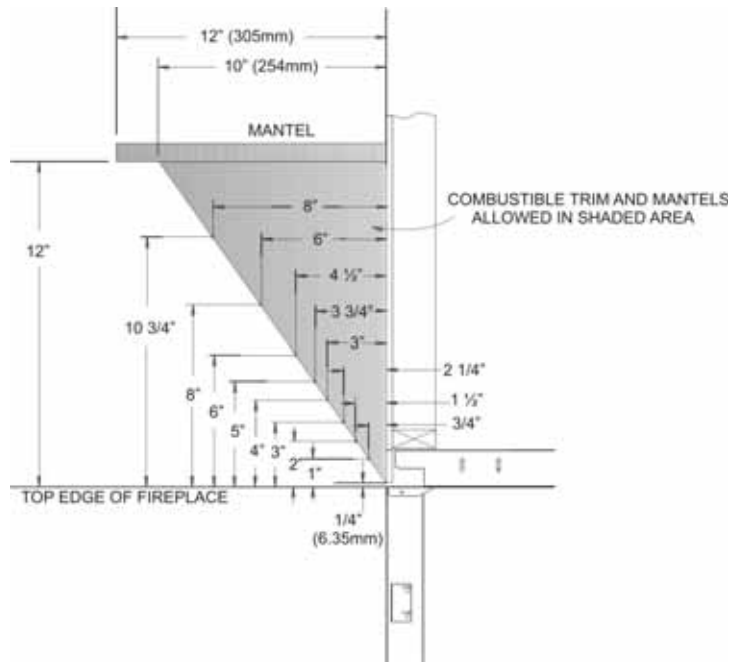 12" (305mm)
10" (254mm)
MANTEL
8"
COMBUSTIBLE TRIM AND MANTELS
ALLOWED IN SHADED AREA
6"
12"
4 ½"
3 3/4"
10 3/4"
3"
2 1/4"
8"
6"
1 ½"
5"
3/4"
4"
3"
2"
1"
TOP EDGE OF FIREPLACE
1/4"
(6.35mm)